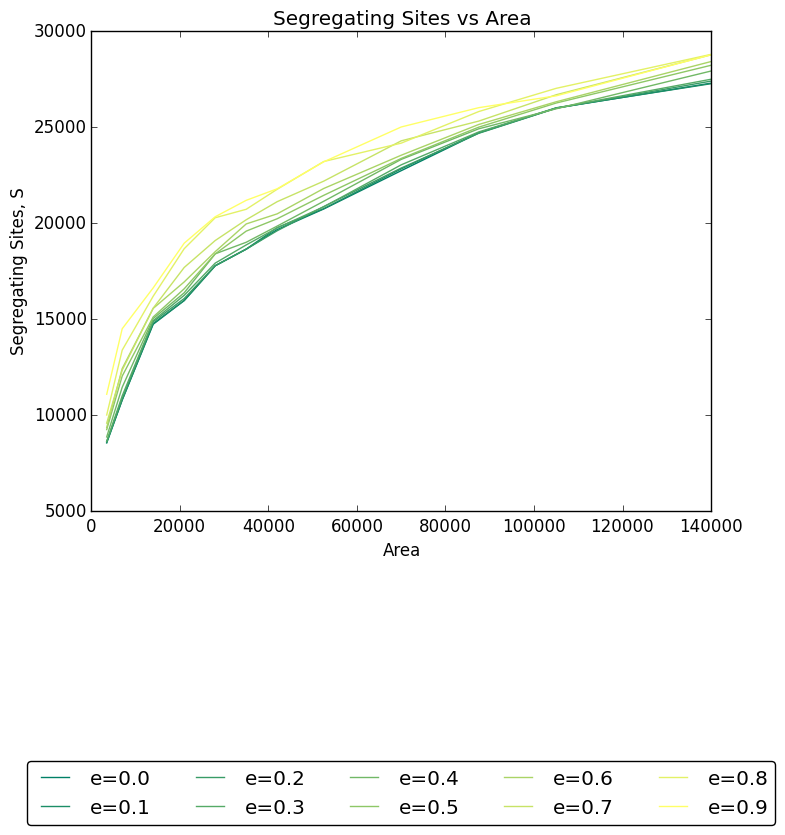 Segregating Sites vs Area
30000
25000
20000
15000
10000
5000
Segregating Sites, S
0 20000 40000 60000 80000 100000 120000 140000
Area
e=0.0 e=0.2 e=0.4 e=0.6 e=0.8
e=0.1 e=0.3 e=0.5 e=0.7 e=0.9